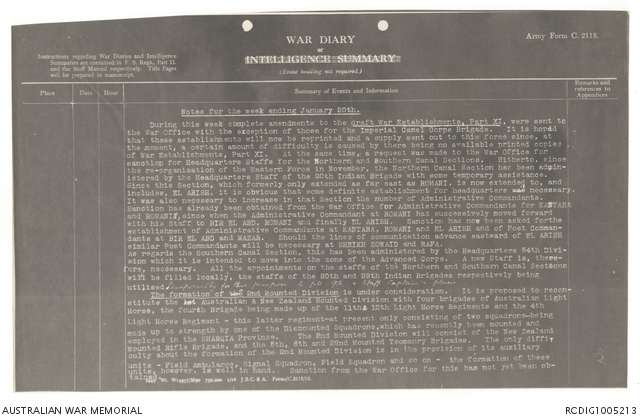 WAR DIARY
or
INTELLIGENCE SUMMARY
(Erase heading not required.)
Army Form C. 2118.
Instructions regarding War Diaries and Intelligence
Summaries are contained in F. S. Regs., Part II.
and the Staff Manual respectively. Title Pages
will be prepared in manuscript.
Place Date Hour Summary of Events and Information Remarks and
references to
Appendices
Notes for the week ending January 20th.
During this week complete amendments to the draft War Establishments, Part XI, were sent to
the War Office with the exception of those for the Imperial Camel Corps Brigade. It is hoped
that these establishments will now be reprinted and a supply sent out to this force since, at
the moment, a certain amount of difficulty is caused by there being no available printed copies
of War Establishments, Part XI. At the same time, a request was made to the War Office for
sanction for Headquarters Staffs for the Northern and Southern Canal Sections. Hitherto, since
the re-organisation of the Eastern Force in November, the Northern Canal Section has been admin-
istered by the Headquarters Staff of the 20th Indian Brigade with some temporary assistance.
Since this Section, which formerly only extended as far east as ROMANI, is now extended to, and
includes, EL ARISH, it is obvious that some definite establishment for headquarters was necessary.
It was also necessary to increase in that Section the number of Administrative Commandants.
Sanction has already been obtained from the War Office for Administrative Commandants for KANTARA
and ROMANI, since when the Administrative Commandant at ROMANI has successively moved forward
with his staff to BIR EL ABD, and finally EL ARISH. Sanction has now been asked for the
establishment of Administrative Commandants at KANTARA, ROMANI and EL ARISH and of Post Comman-
dants at BIR EL ABD and MAZAR. Should the lines of communication advance eastward of EL ARISH
similar Post Commandants will be necessary at SHEIKH ZOWAID and RAFA.
As regards the Southern Canal Section, this has been administered by the Headquarters 54th Divi-
sion which it is intended to move into the zone of the Advanced Corps. A new Staff is, there-
fore, necessary. All the appointments on the staffs of the Northern and Southern Canal Sections
will be filled locally, the staffs of the 20th and 29th Indian Brigades respectively being
utilised
The formation of 2nd Mounted Division is under consideration. It is proposed to recon-
stitute the 1st Australian & New Zealand Mounted Division with four brigades of Australian Light
Horse, the fourth Brigade being made up of the 11th, 12th Light Horse Regiments and the 4th
Light Horse Regiment - this latter regiment at present only consisting of two squadrons being
made up to strength by one of the Dismounted Squadrons, which has recently been mounted and
employed in the SHARQIA Province. The 2nd Mounted Division will consist of the New Zealand
Mounted Rifle Brigade, and the 5th, 6th and 22nd Mounted Yeomanry Brigades. The only diffi-
culty about the formation of the 2nd Mounted Division is in the provision of its auxiliary
units - Field Ambulance, Signal Squadron, Field Squadron and so on - the formation of these
units, however, is well in hand. Sanction from the War Office for this has not yet been ob-
tained.
AUSTRALIAN WAR MEMORIAL
RCDIG1005213